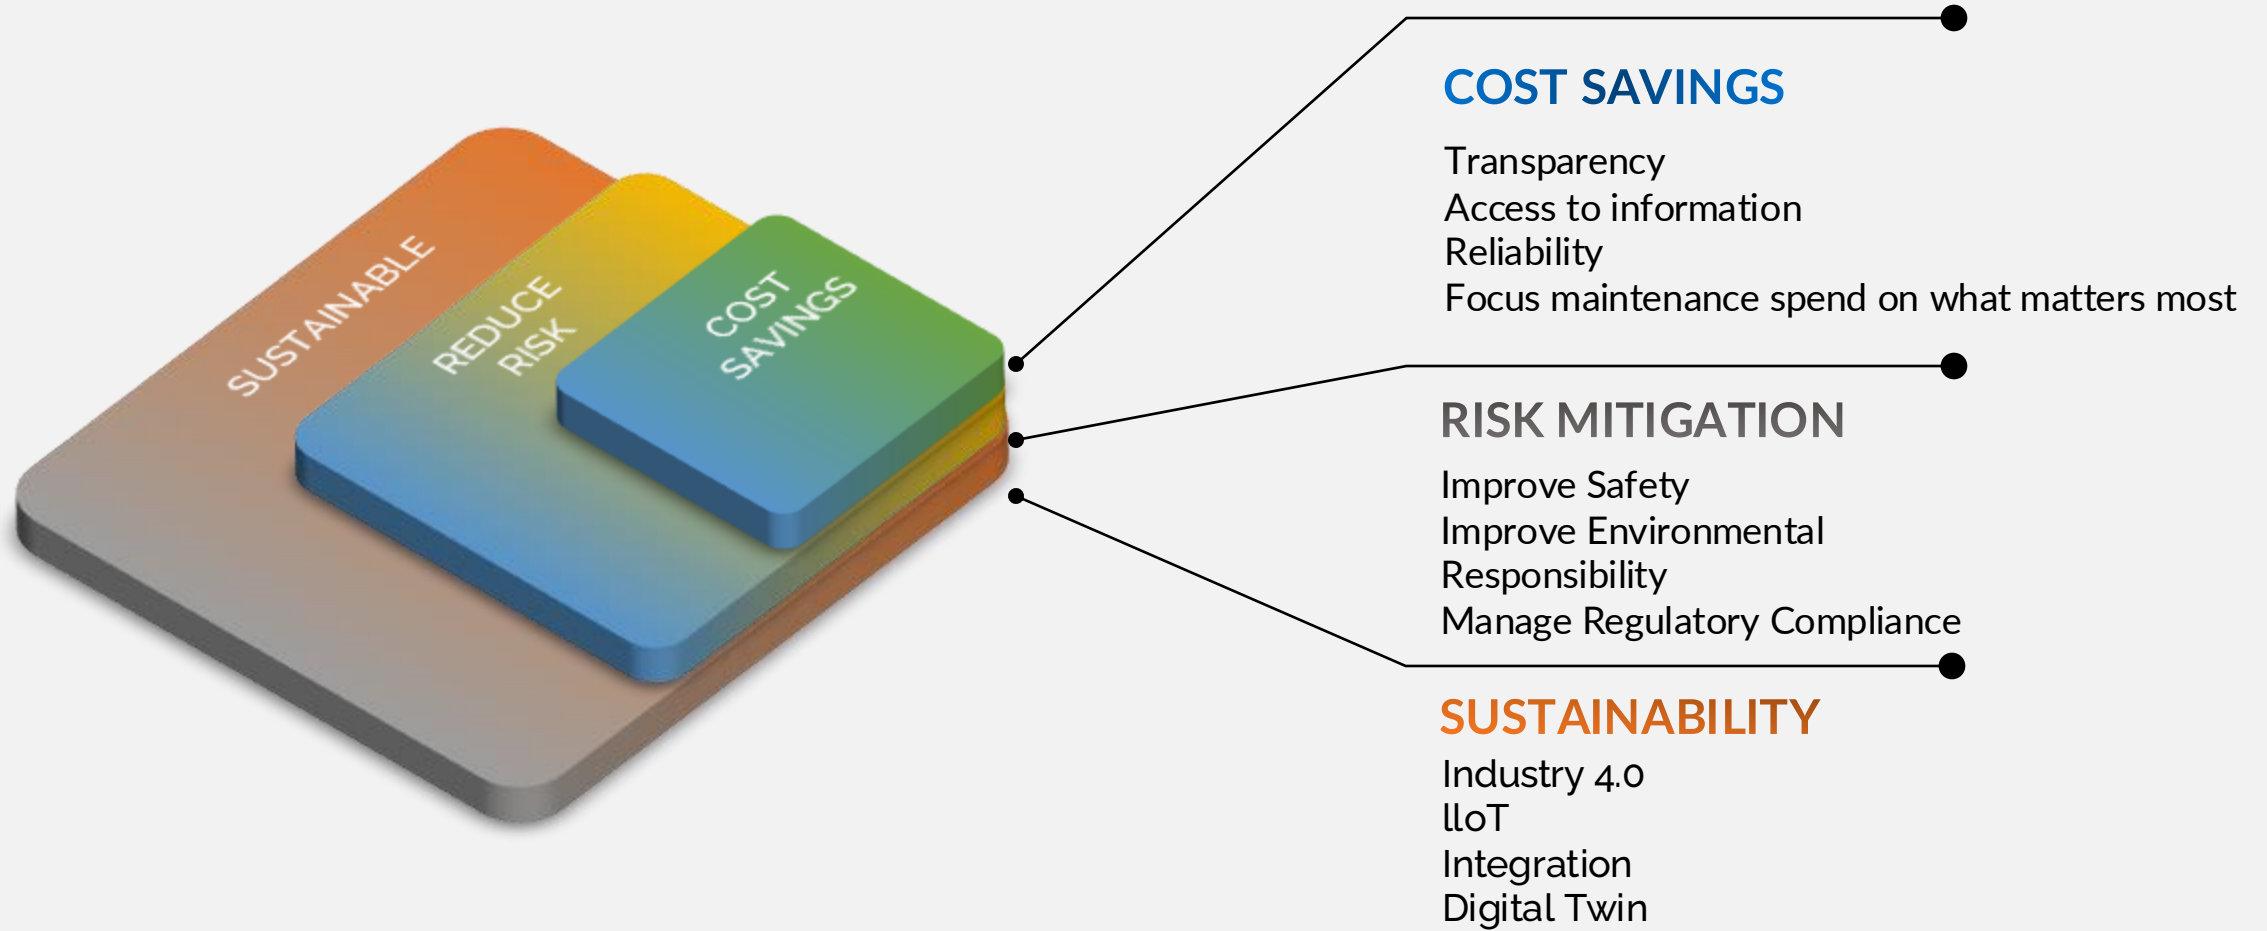 SUSTAINABLE
REDUCE
RISK
COST
SAVINGS
COST SAVINGS
Transparency
Access to information
Reliability
Focus maintenance spend on what matters most
RISK MITIGATION
Improve Safety
Improve Environmental
Responsibility
Manage Regulatory Compliance
SUSTAINABILITY
Industry 4.0
lloT
Integration
Digital Twin